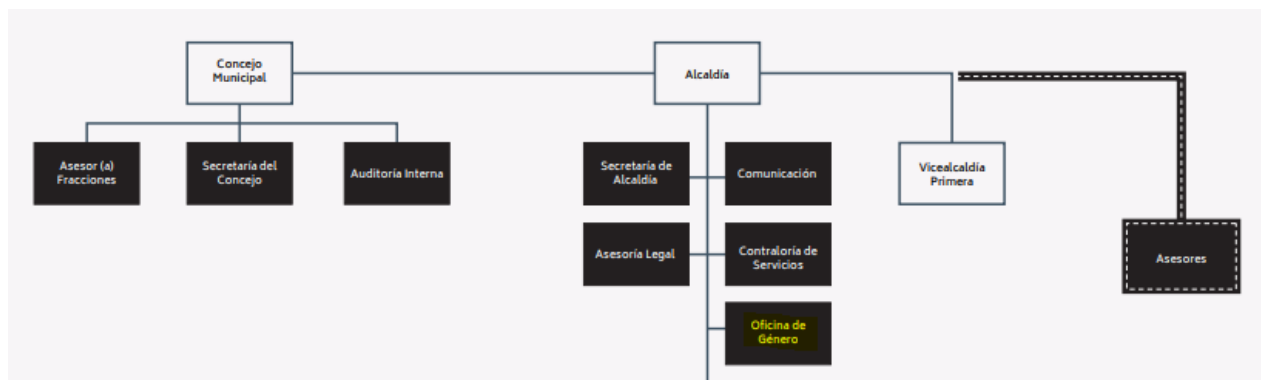 Concejo
Municipal
Alcaldía
Asesor (a)
Fracciones
Secretaría del
Concejo
Auditoría Interna
Secretaría de
Alcaldía
Comunicación
Vicealcaldía
Primera
Asesoría Legal
Contraloría de
Servicios
Asesores
Oficina de
Género